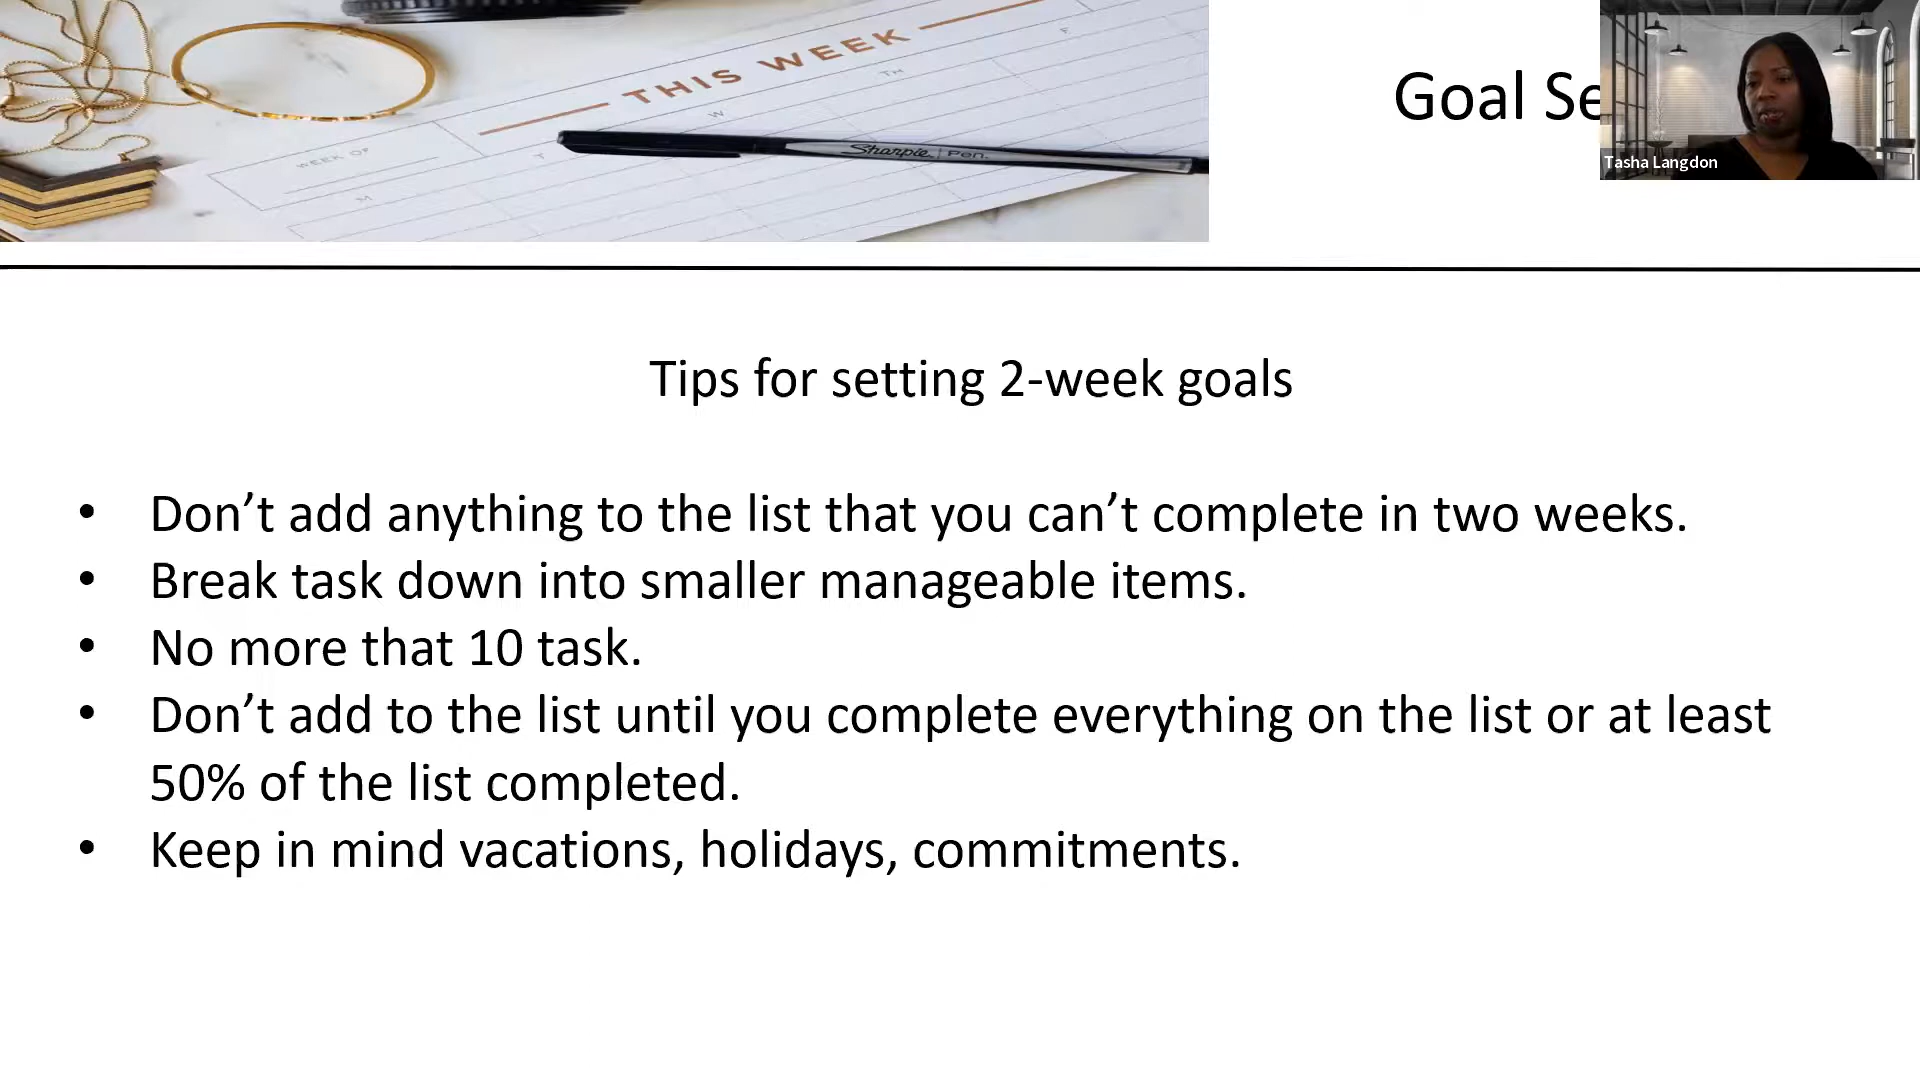 THIS WEEK
WEEK OF
M
T
W
TH
F
Sharpie Pen.
Goal Se
Tasha Langdon
Tips for setting 2-week goals
• Don’t add anything to the list that you can’t complete in two weeks.
• Break task down into smaller manageable items.
• No more that 10 task.
• Don’t add to the list until you complete everything on the list or at least
50% of the list completed.
• Keep in mind vacations, holidays, commitments.